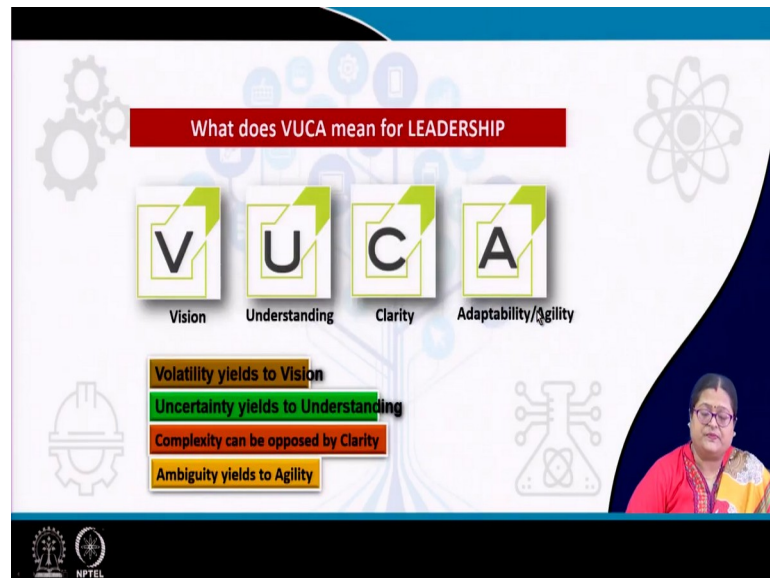 What does VUCA mean for LEADERSHIP
V U C A
Vision Understanding Clarity Adaptability/Agility
Volatility yields to Vision
Uncertainty yields to Understanding
Complexity can be opposed by Clarity
Ambiguity yields to Agility
NPTEL